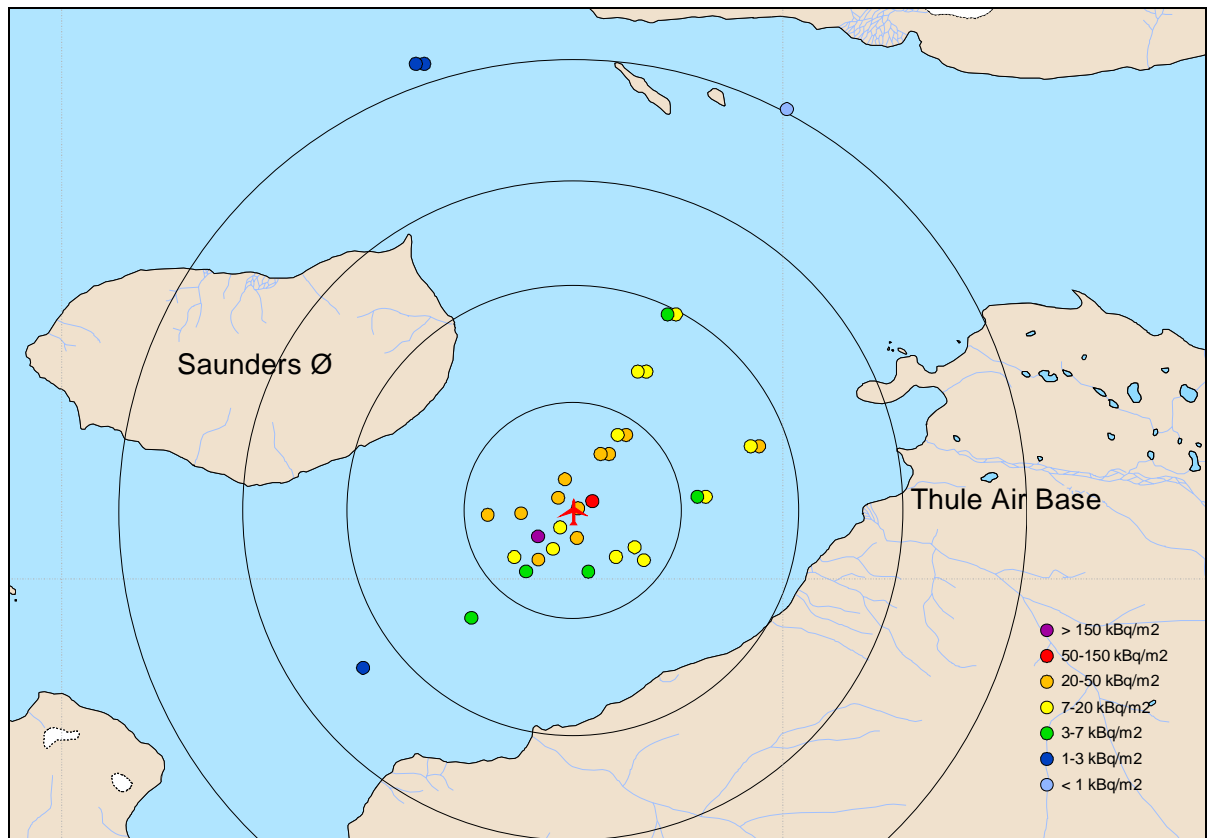 Saunders Ø
Thule Air Base
> 150 kBq/m2
50-150 kBq/m2
20-50 kBq/m2
7-20 kBq/m2
3-7 kBq/m2
1-3 kBq/m2
< 1 kBq/m2